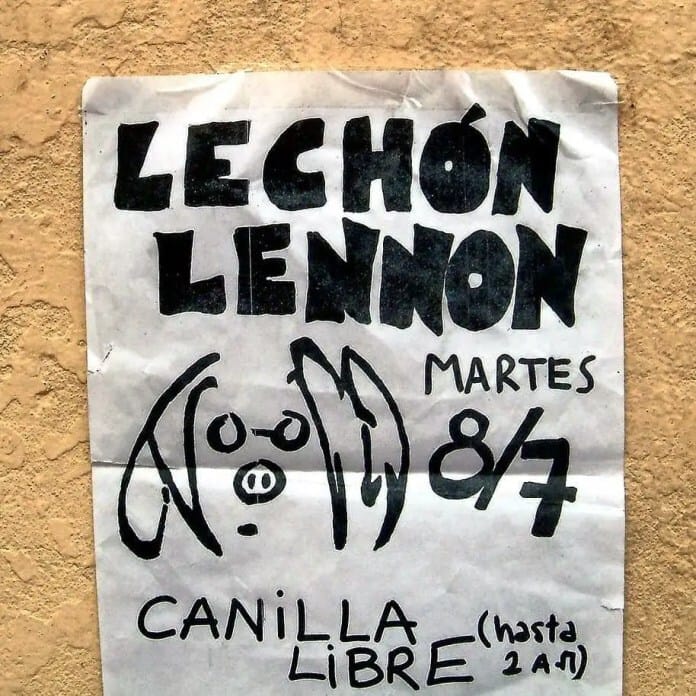 LECHÓN
LENNON
MARTES
8/7
CANiLLA
LiBRE (hasta
2 AM)